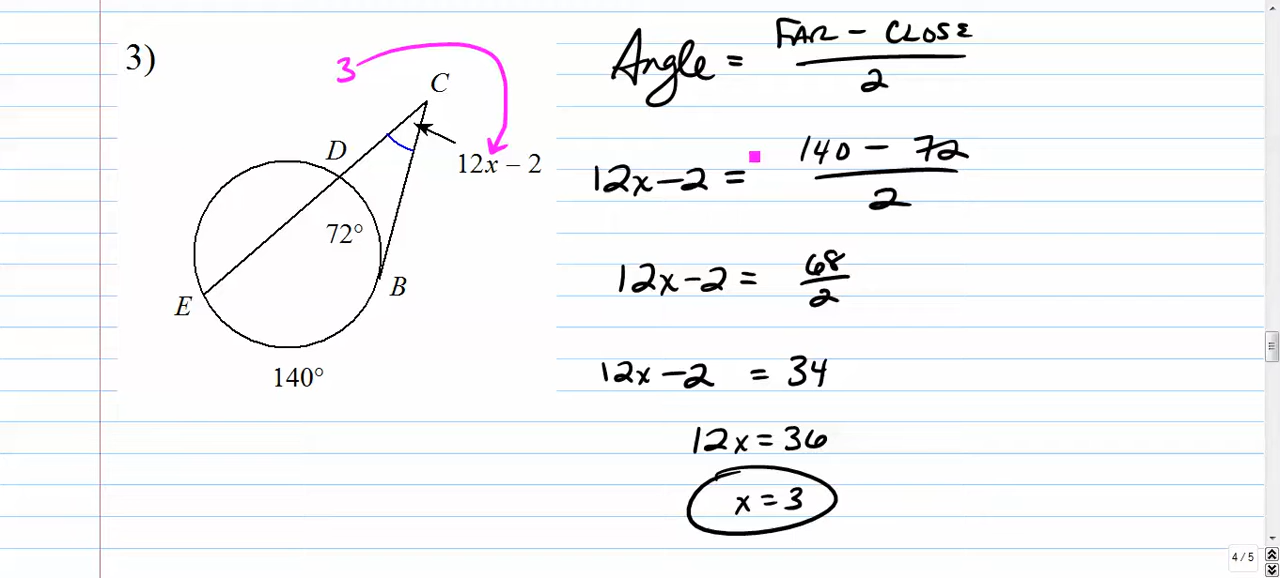 3)
3
C
D
12x − 2
72°
B
E
140°
Angle = FAR − CLOSE
2
12x − 2 = 140 − 72
2
12x − 2 = 68
2
12x − 2 = 34
12x = 36
x = 3
4 / 5